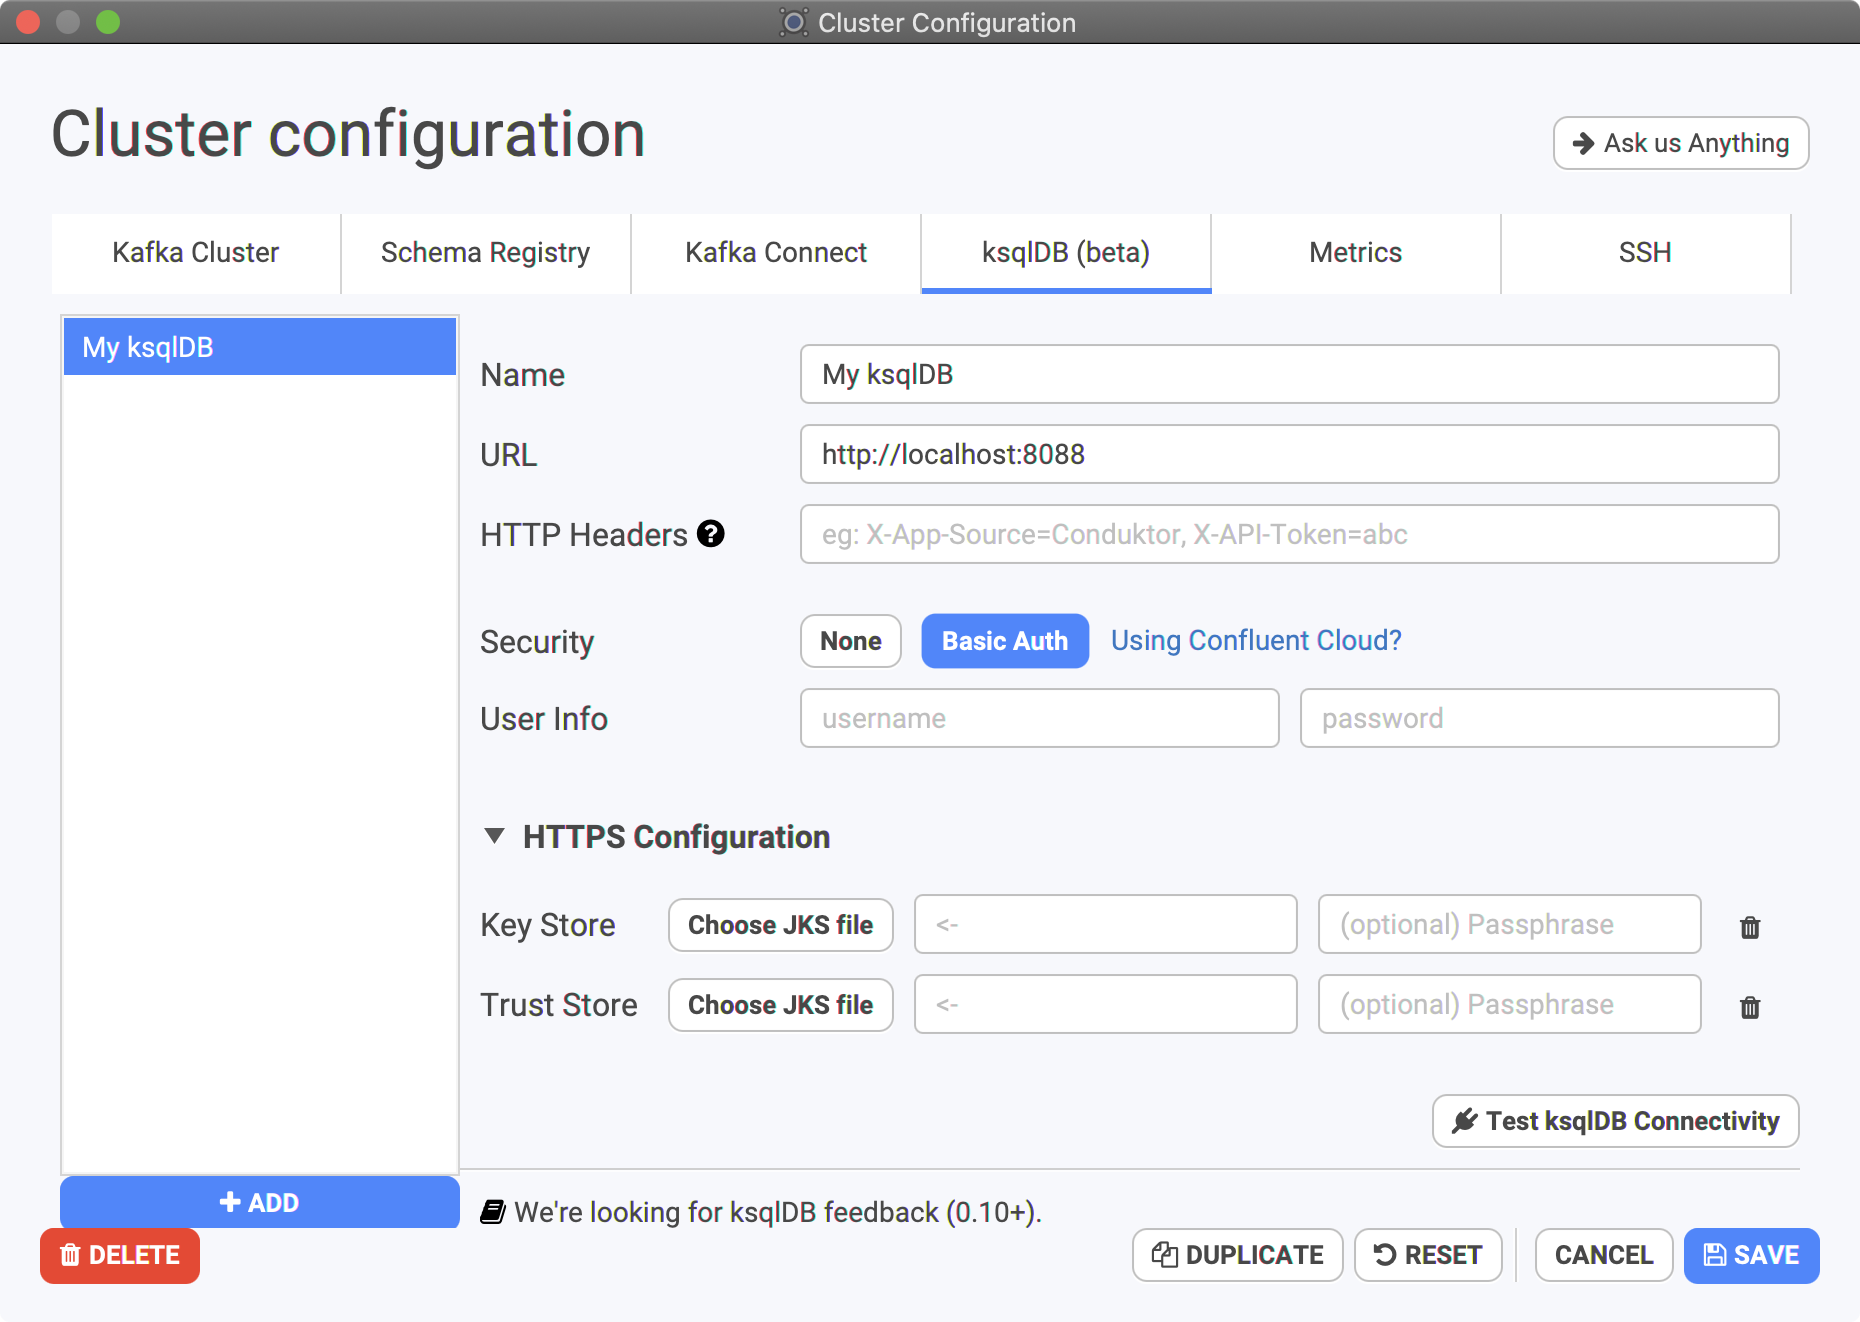 Cluster Configuration
Cluster configuration
Ask us Anything
Kafka Cluster
Schema Registry
Kafka Connect
ksqlDB (beta)
Metrics
SSH
My ksqlDB
Name
My ksqlDB
URL
http://localhost:8088
HTTP Headers ?
eg: X-App-Source=Conduktor, X-API-Token=abc
Security
None
Basic Auth
Using Confluent Cloud?
User Info
username
password
HTTPS Configuration
Key Store
Choose JKS file
<-
(optional) Passphrase
Trust Store
Choose JKS file
<-
(optional) Passphrase
Test ksqlDB Connectivity
ADD
We're looking for ksqlDB feedback (0.10+).
DELETE
DUPLICATE
RESET
CANCEL
SAVE